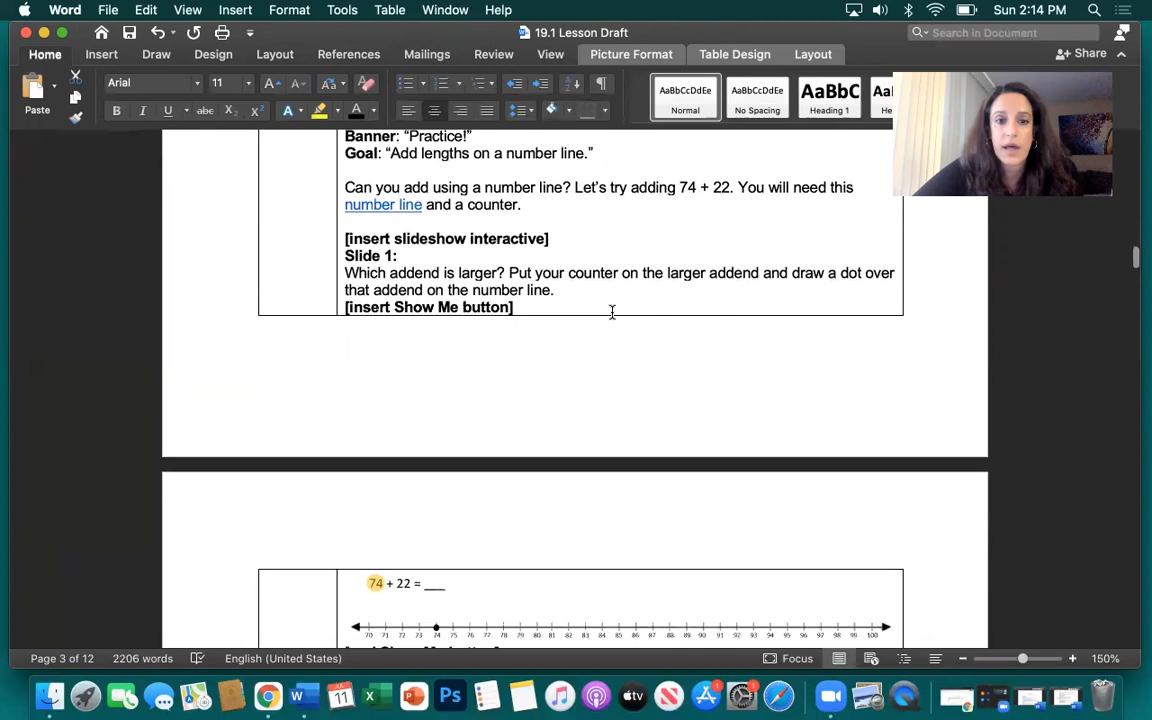 Word File Edit View Insert Format Tools Table Window Help Sun 2:14 PM
19.1 Lesson Draft Search in Document
Home Insert Draw Design Layout References Mailings Review View Picture Format Table Design Layout Share
Paste Arial 11 AaBbCcDdEe Normal AaBbCcDdEe No Spacing AaBbC Heading 1
Banner: “Practice!”
Goal: “Add lengths on a number line.”
Can you add using a number line? Let’s try adding 74 + 22. You will need this
number line and a counter.
[insert slideshow interactive]
Slide 1:
Which addend is larger? Put your counter on the larger addend and draw a dot over
that addend on the number line.
[insert Show Me button]
74 + 22 = ___
70 71 72 73 74 75 76 77 78 79 80 81 82 83 84 85 86 87 88 89 90 91 92 93 94 95 96 97 98 99 100
Page 3 of 12 2206 words English (United States) Focus 150%